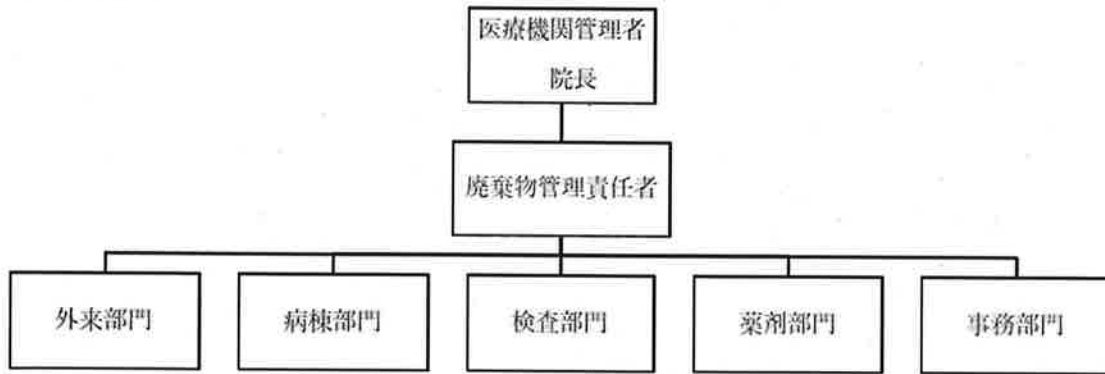 医療機関管理者
院長
廃棄物管理責任者
外来部門
病棟部門
検査部門
薬剤部門
事務部門